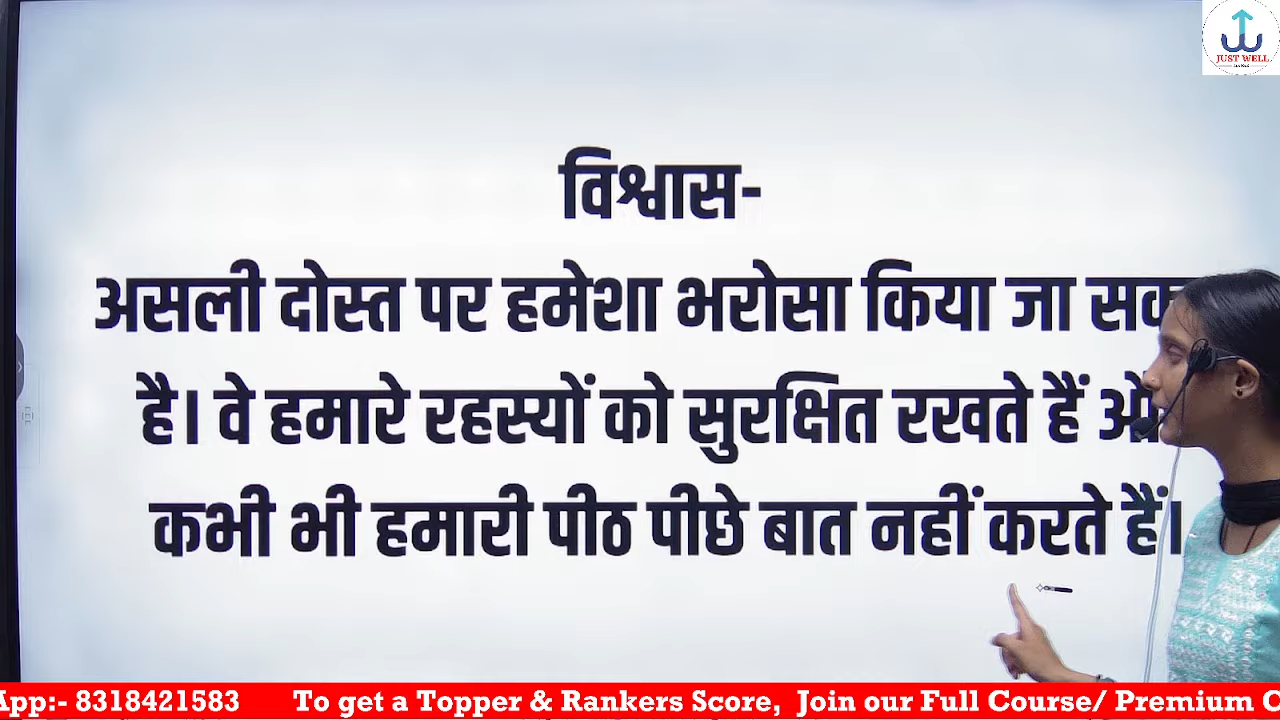 JUST WELL
विश्वास-
असली दोस्त पर हमेशा भरोसा किया जा
है। वे हमारे रहस्यों को सुरक्षित रखते हैं
कभी भी हमारी पीठ पीछे बात नहीं करते हैं।
App:- 8318421583 To get a Topper & Rankers Score, Join our Full Course/ Premium